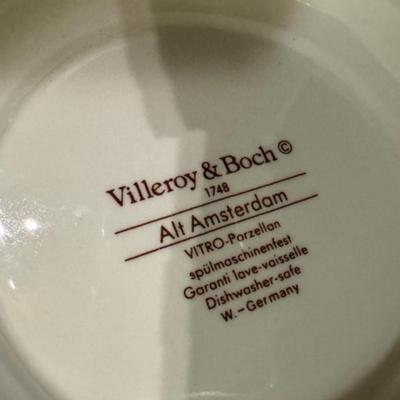 Villeroy & Boch ©
1748
Alt Amsterdam
VITRO-Porzellan
spülmaschinenfest
Garanti lave-vaisselle
Dishwasher-safe
W.-Germany